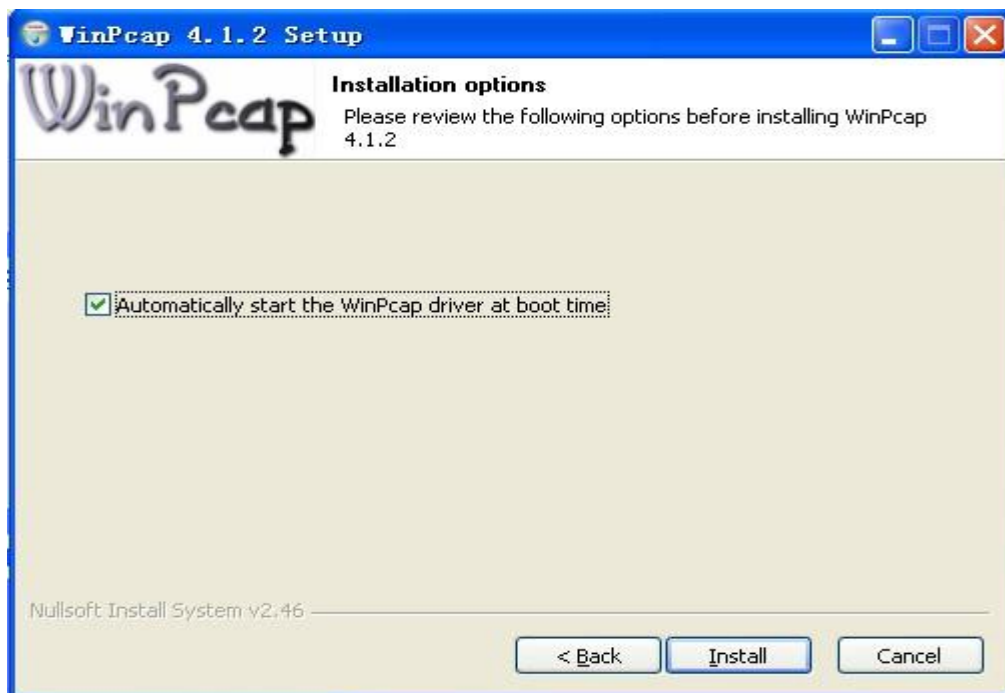 WinPcap 4.1.2 Setup
WinPcap
Installation options
Please review the following options before installing WinPcap
4.1.2
Automatically start the WinPcap driver at boot time
Nullsoft Install System v2.46
< Back
Install
Cancel